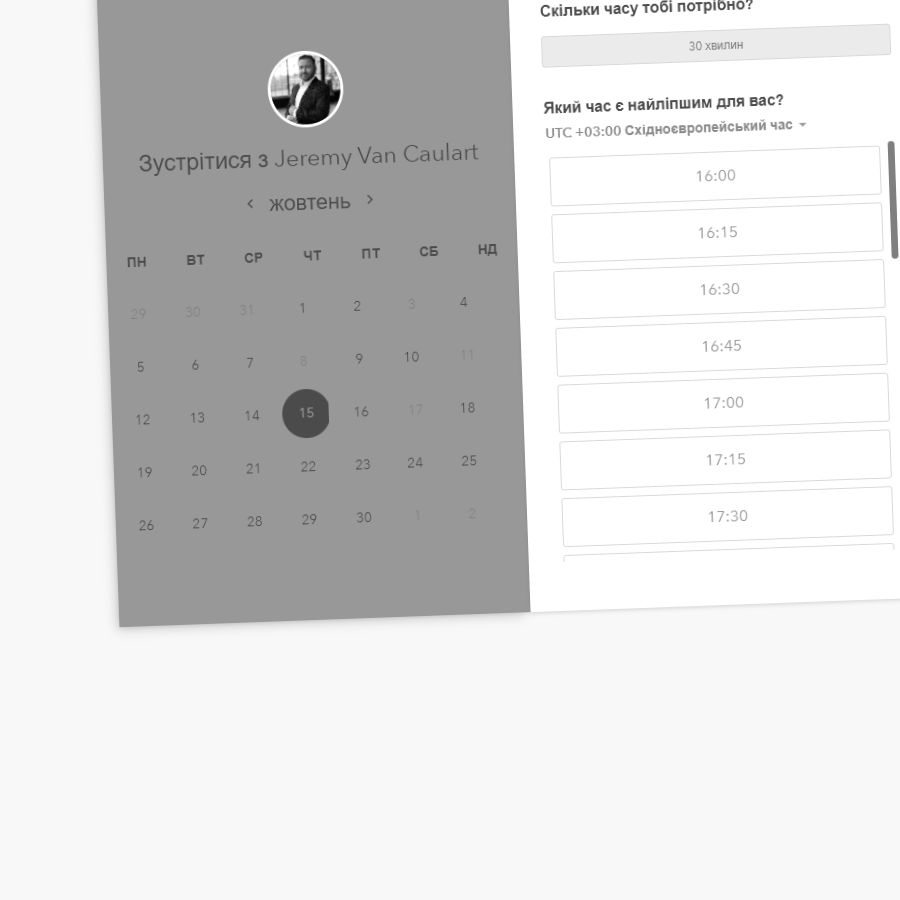 Зустрітися з Jeremy Van Caulart
жовтень
ПН ВТ СР ЧТ ПТ СБ НД
29 30 31 1 2 3 4
5 6 7 8 9 10 11
12 13 14 15 16 17 18
19 20 21 22 23 24 25
26 27 28 29 30 1 2
Скільки часу тобі потрібно?
30 хвилин
Який час є найліпшим для вас?
UTC +03:00 Східноєвропейський час
16:00
16:15
16:30
16:45
17:00
17:15
17:30